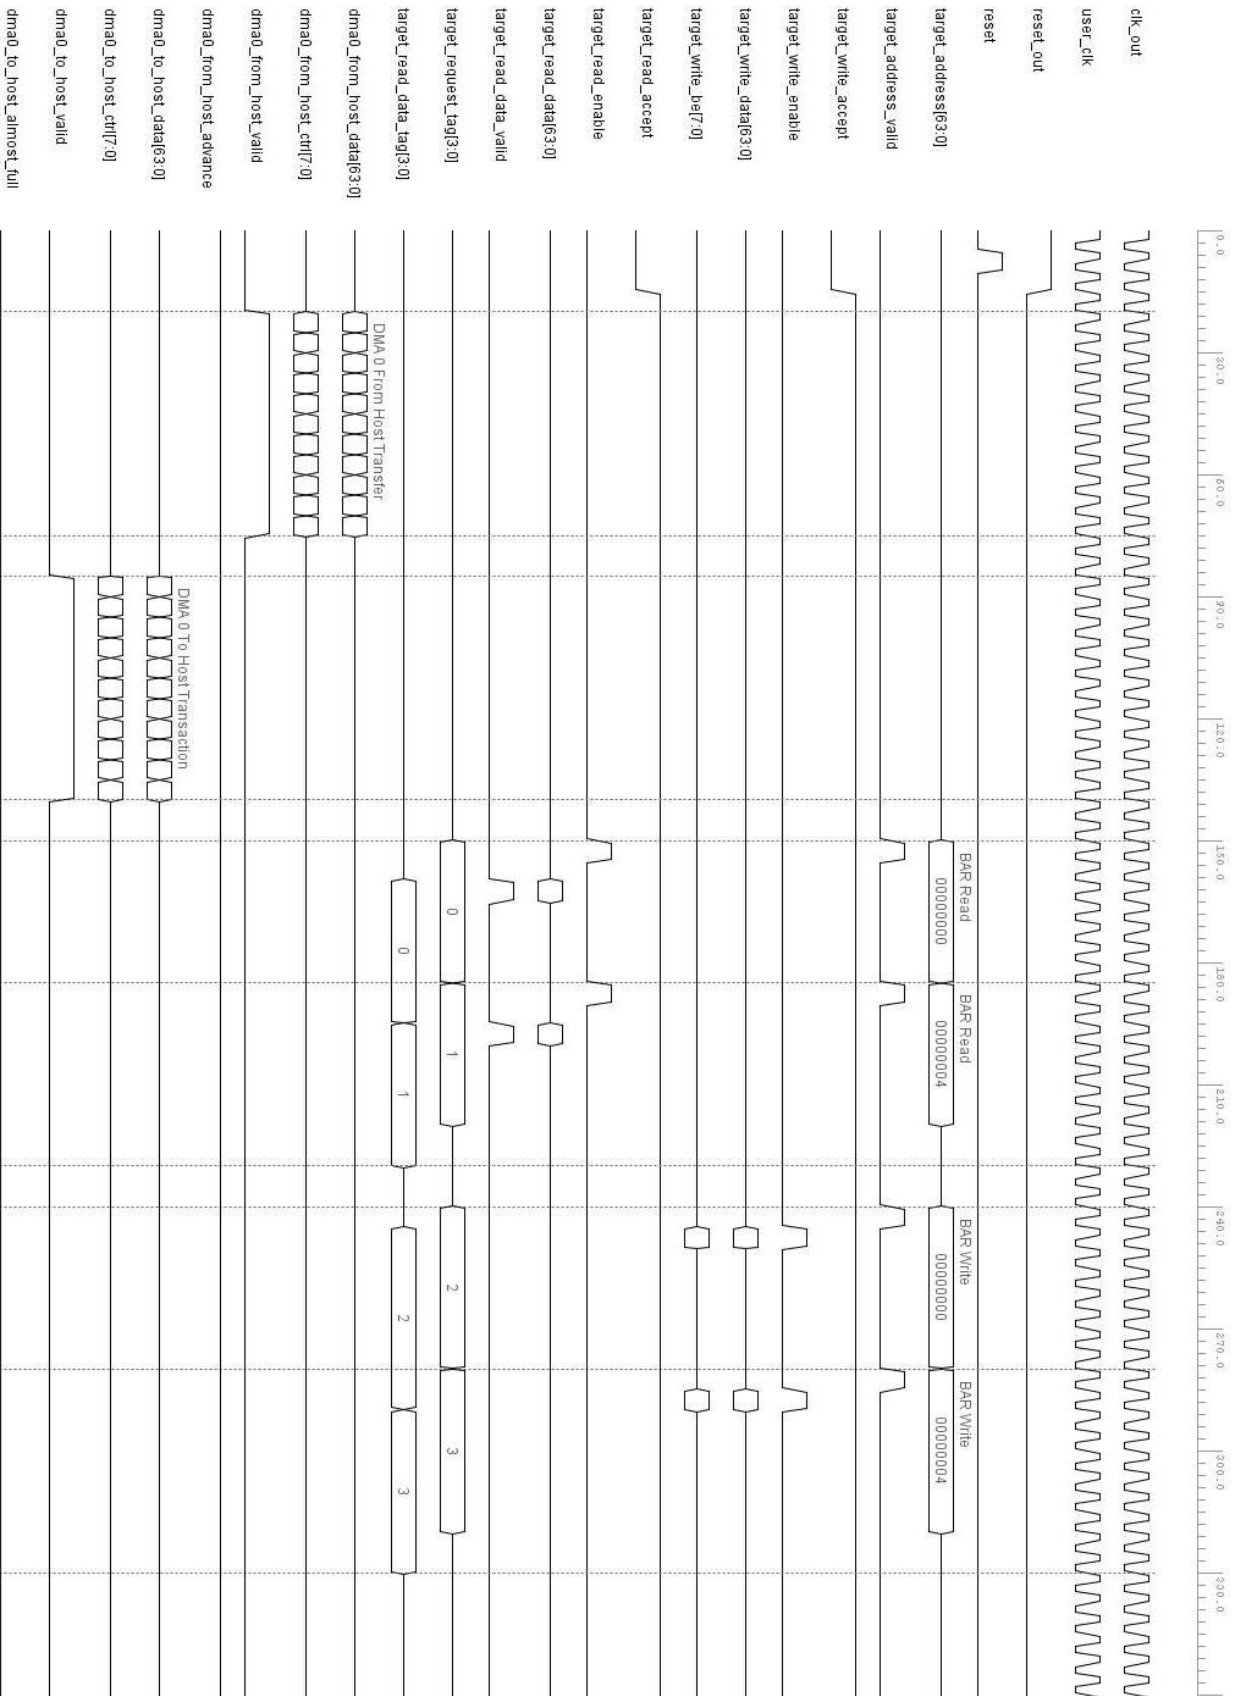 0.0 30.0 60.0 90.0 120.0 150.0 180.0 210.0 240.0 270.0 300.0 330.0
clk_out
user_clk
reset_out
reset
BAR Read BAR Read BAR Write BAR Write
target_address[63:0] 00000000 00000004 00000000 00000004
target_address_valid
target_write_accept
target_write_enable
target_write_data[63:0]
target_write_be[7:0]
target_read_accept
target_read_enable
target_read_data[63:0]
target_read_data_valid
target_request_tag[3:0] 0 1 2 3
target_read_data_tag[3:0] 0 1 2 3
DMA 0 From Host Transfer
dma0_from_host_data[63:0]
dma0_from_host_ctrl[7:0]
dma0_from_host_valid
dma0_from_host_advance
DMA 0 To Host Transaction
dma0_to_host_data[63:0]
dma0_to_host_ctrl[7:0]
dma0_to_host_valid
dma0_to_host_almost_full